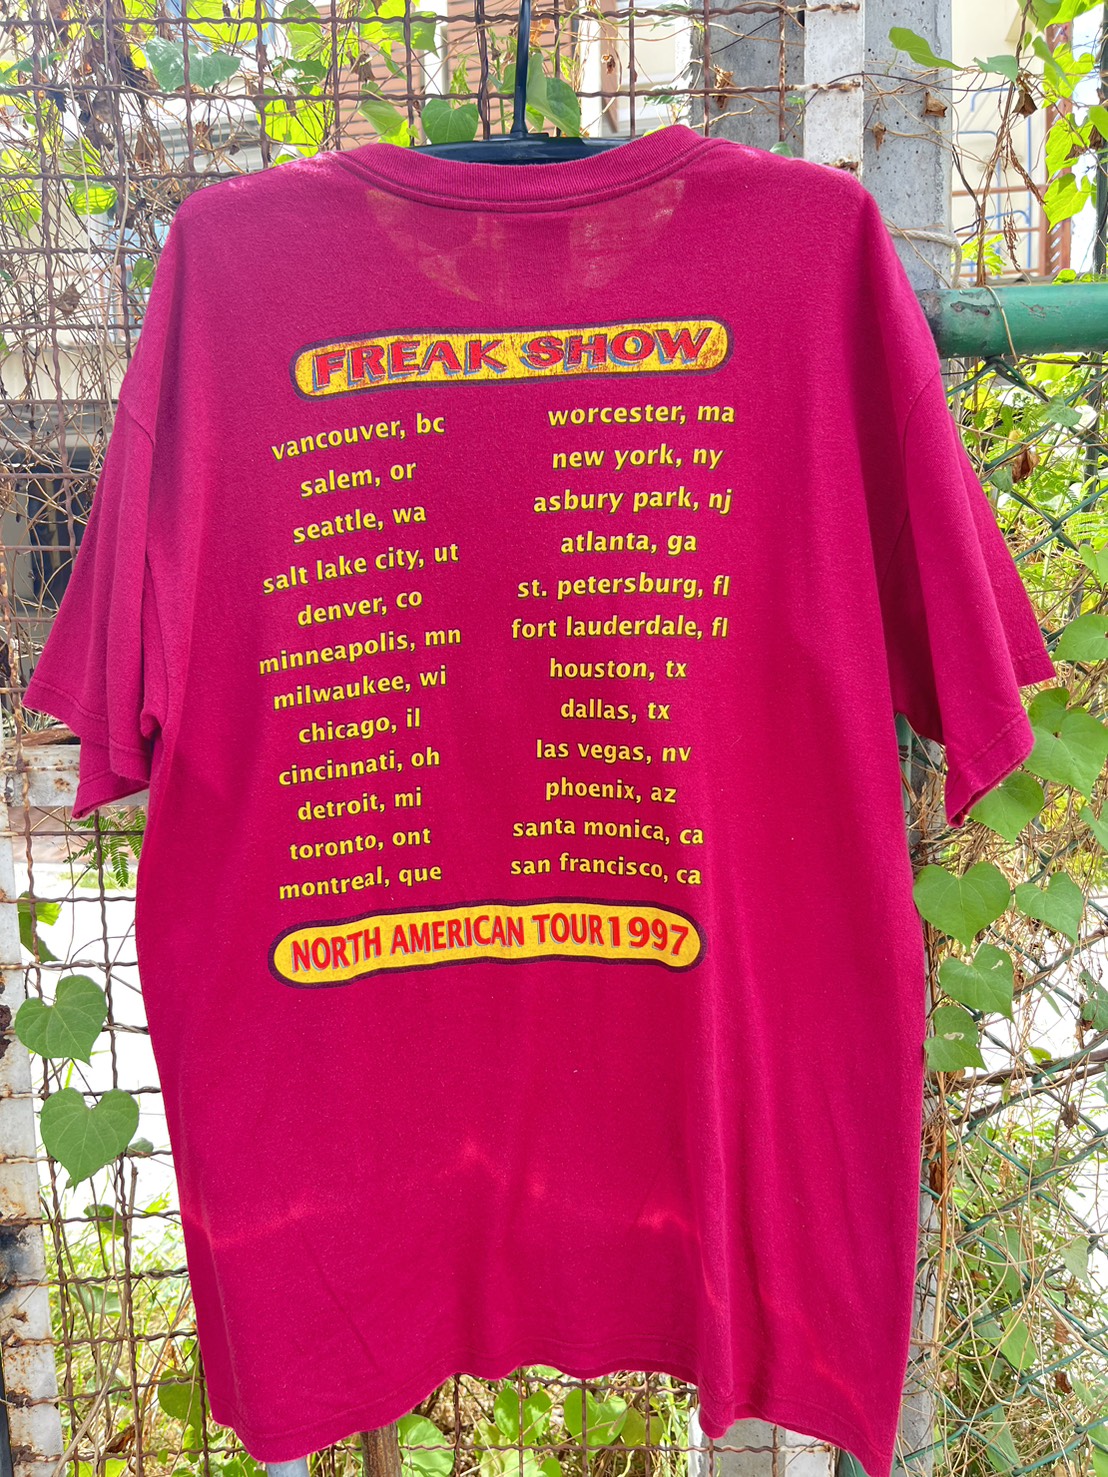 FREAK SHOW
vancouver, bc
salem, or
seattle, wa
salt lake city, ut
denver, co
minneapolis, mn
milwaukee, wi
chicago, il
cincinnati, oh
detroit, mi
toronto, ont
montreal, que
worcester, ma
new york, ny
asbury park, nj
atlanta, ga
st. petersburg, fl
fort lauderdale, fl
houston, tx
dallas, tx
las vegas, nv
phoenix, az
santa monica, ca
san francisco, ca
NORTH AMERICAN TOUR 1997